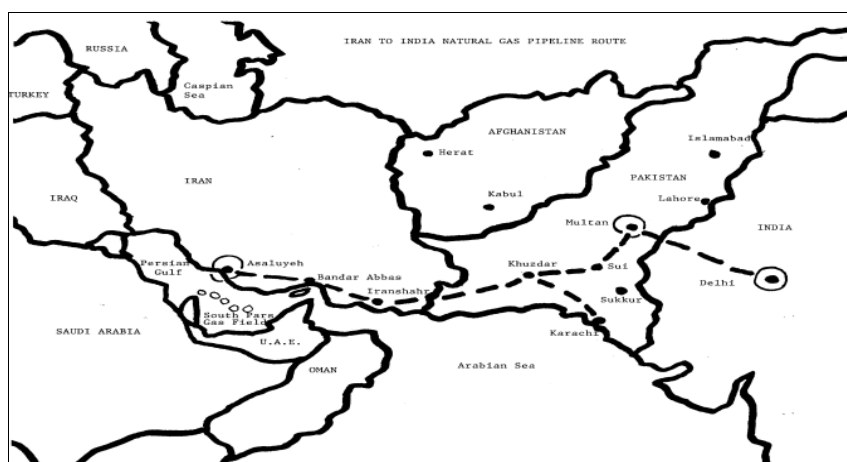 IRAN TO INDIA NATURAL GAS PIPELINE ROUTE
RUSSIA
Caspian
Sea
TURKEY
AFGHANISTAN
Islamabad
Herat
IRAN
PAKISTAN
Kabul
IRAQ
Lahore
Multan
INDIA
Persian
Gulf
Asaluyeh
Bandar Abbas
Khuzdar
Sui
Delhi
Iranshahr
Sukkur
South Pars
Gas Field
SAUDI ARABIA
U.A.E.
Karachi
OMAN
Arabian Sea